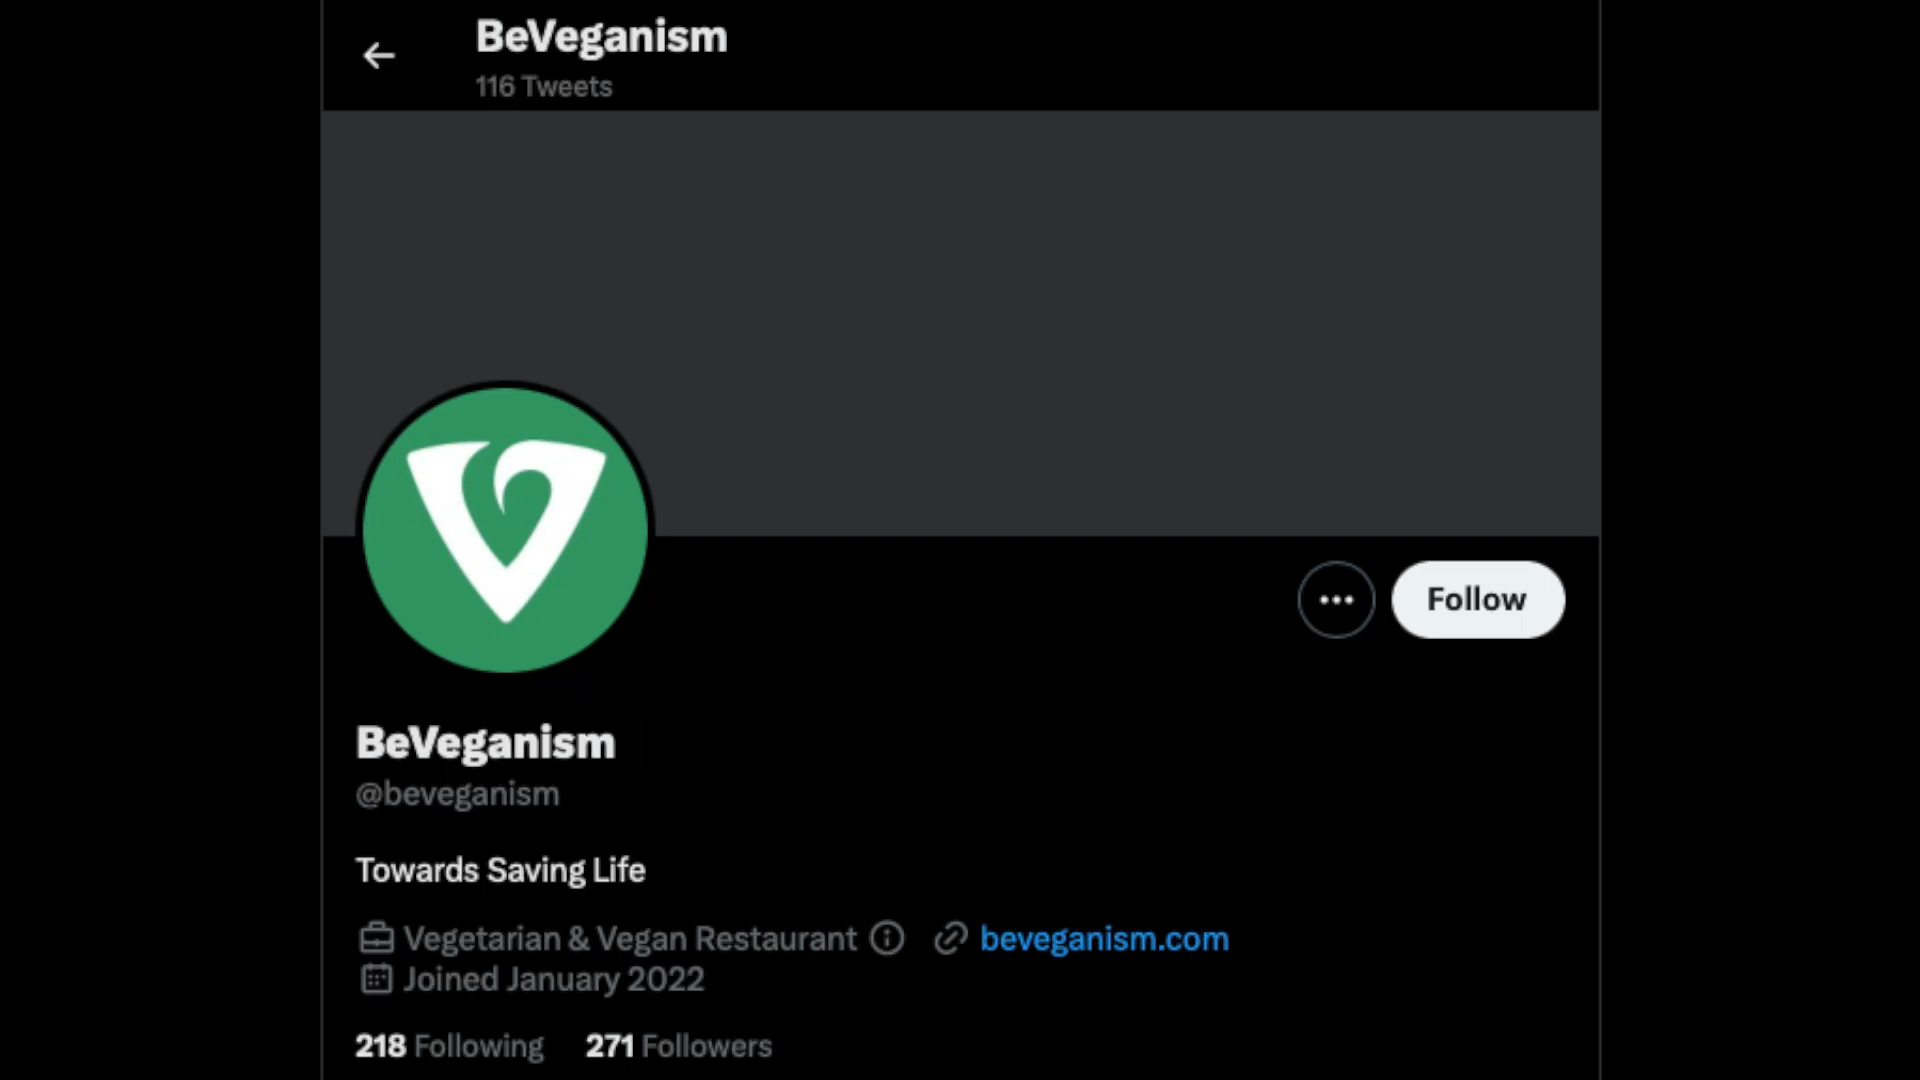 BeVeganism
116 Tweets
Follow
BeVeganism
@beveganism
Towards Saving Life
Vegetarian & Vegan Restaurant beveganism.com
Joined January 2022
218 Following 271 Followers